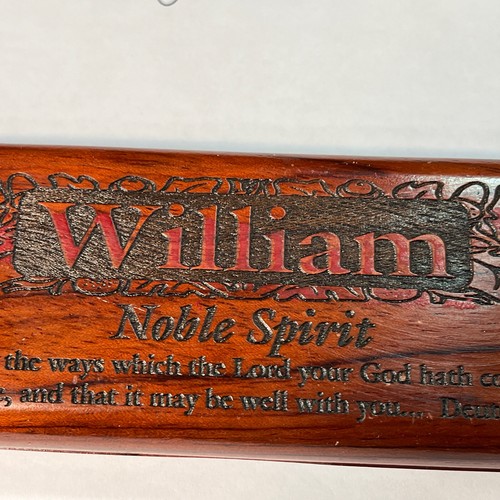 William
Noble Spirit
the ways which the Lord your God hath
and that it may be well with you...